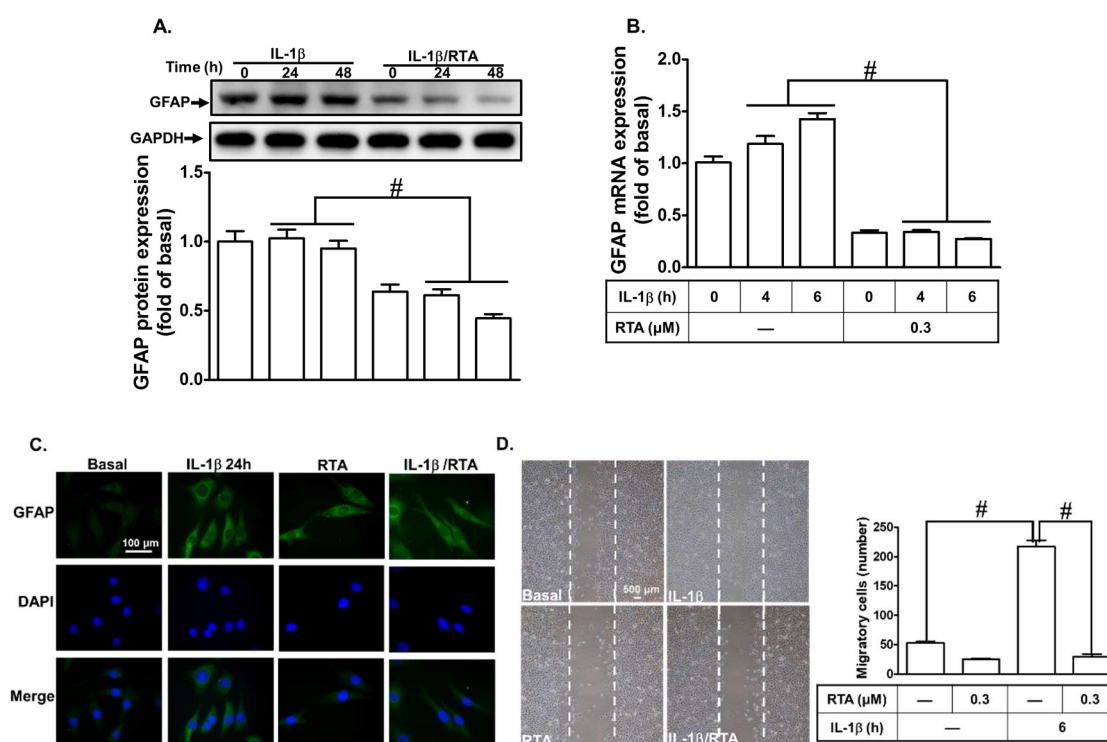 A.
IL-1β IL-1β/RTA
Time (h) 0 24 48 0 24 48
GFAP
GAPDH
GFAP protein expression
(fold of basal)
1.5
1.0
0.5
0.0
#
B.
GFAP mRNA expression
(fold of basal)
2.0
1.5
1.0
0.5
0.0
#
IL-1β (h) 0 4 6 0 4 6
RTA (μM) — 0.3
C.
Basal IL-1β 24h RTA IL-1β /RTA
GFAP
100 μm
DAPI
Merge
D.
Basal 500 μm IL-1β
RTA IL-1β/RTA
Migratory cells (number)
250
200
150
100
50
0
# #
RTA (μM) — 0.3 — 0.3
IL-1β (h) — 6